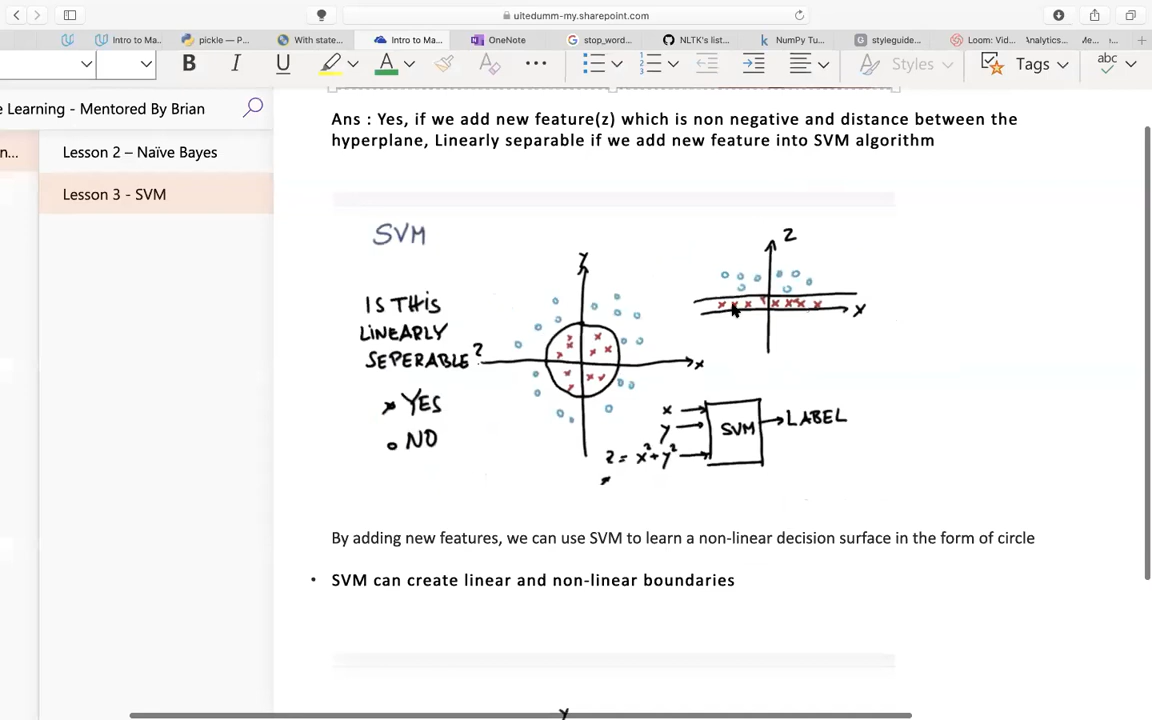 uitedumm-my.sharepoint.com
Intro to Ma...
pickle — P...
With state...
Intro to Ma...
OneNote
stop_word...
NLTK's list...
NumPy Tu...
styleguide...
Loom: Vid...
Analytics...
B I U A Styles Tags abc
e Learning - Mentored By Brian
n...
Lesson 2 – Naïve Bayes
Lesson 3 - SVM
Ans : Yes, if we add new feature(z) which is non negative and distance between the
hyperplane, Linearly separable if we add new feature into SVM algorithm
SVM
IS THIS
LINEARLY
SEPERABLE?
YES
NO
y
x
z
x
x
y
z = x²+y²
SVM
LABEL
By adding new features, we can use SVM to learn a non-linear decision surface in the form of circle
• SVM can create linear and non-linear boundaries
Y